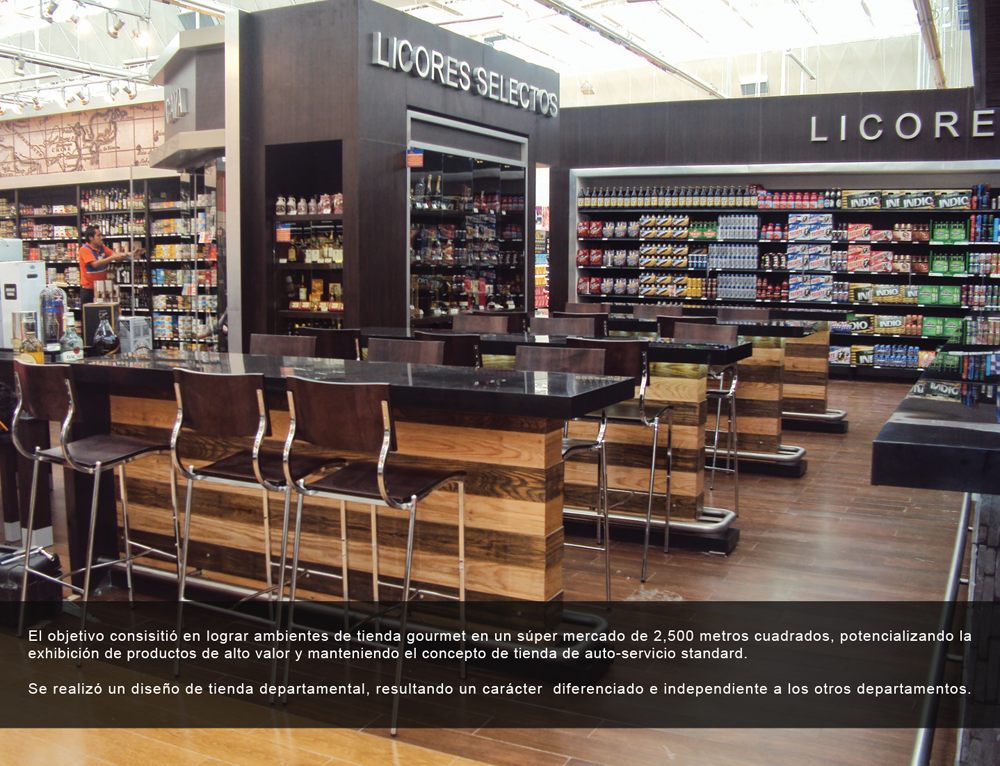 LICORES SELECTOS
LICORE
INDIO
INDIO
INDIO
INDIO
El objetivo consisitió en lograr ambientes de tienda gourmet en un súper mercado de 2,500 metros cuadrados, potencializando la
exhibición de productos de alto valor y manteniendo el concepto de tienda de auto-servicio standard.
Se realizó un diseño de tienda departamental, resultando un carácter diferenciado e independiente a los otros departamentos.